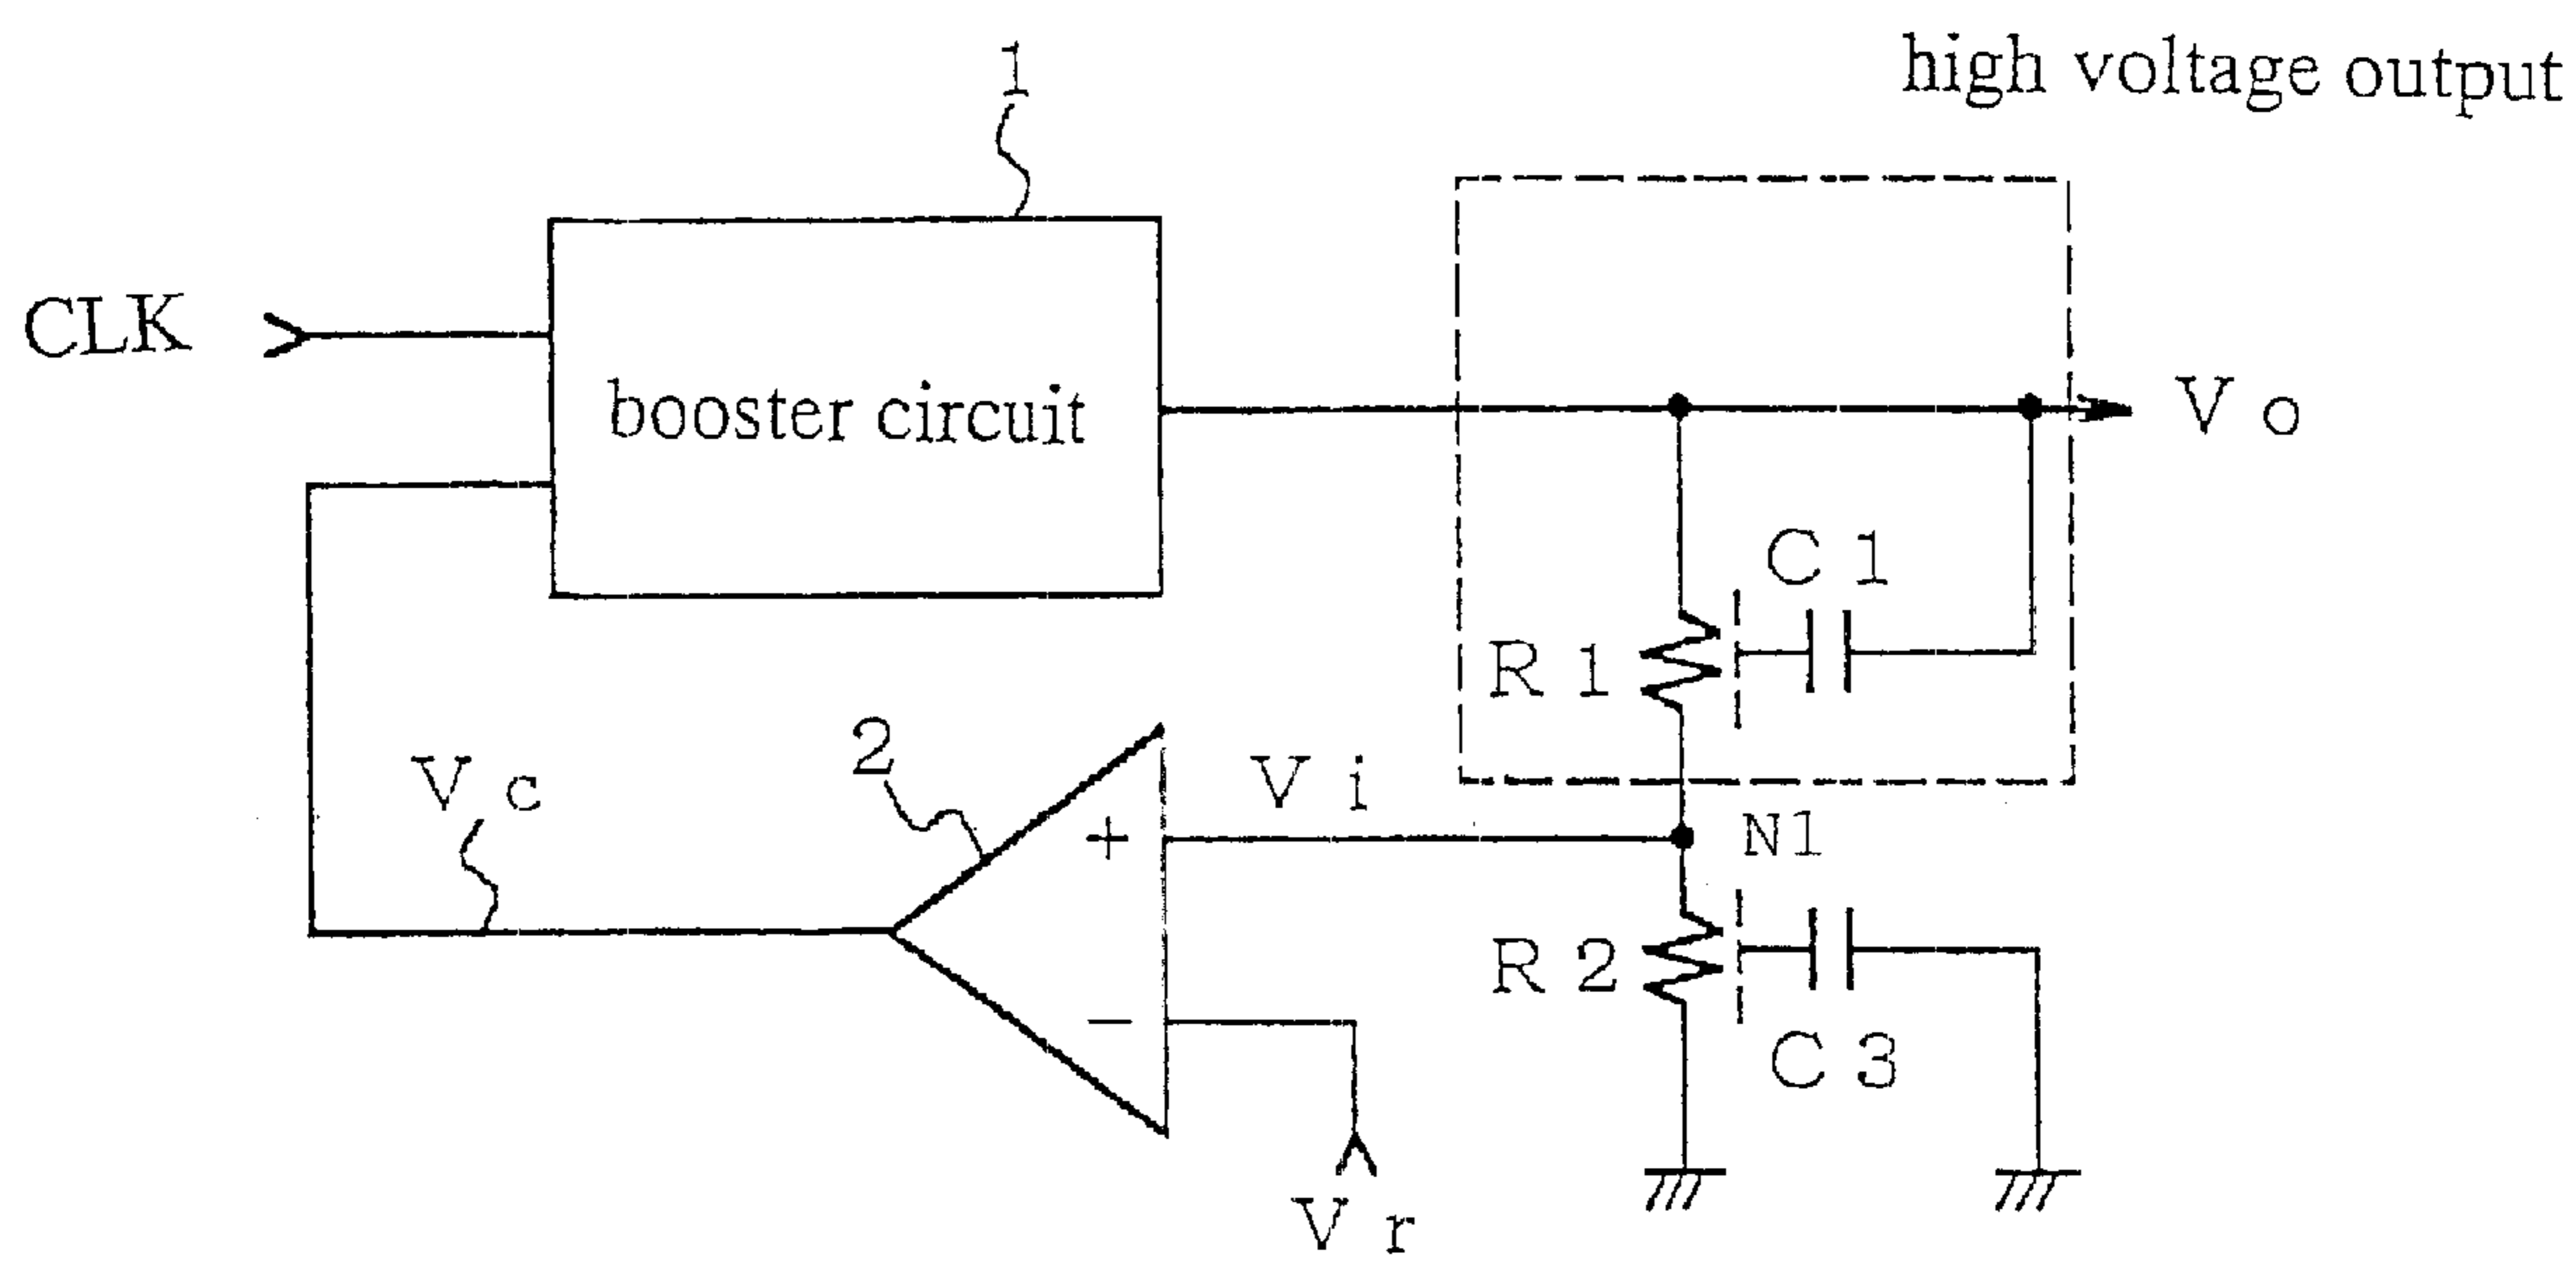 1
high voltage output
CLK
booster circuit
V o
C 1
R 1
2
V c
V i
+
N1
R 2
−
C 3
V r